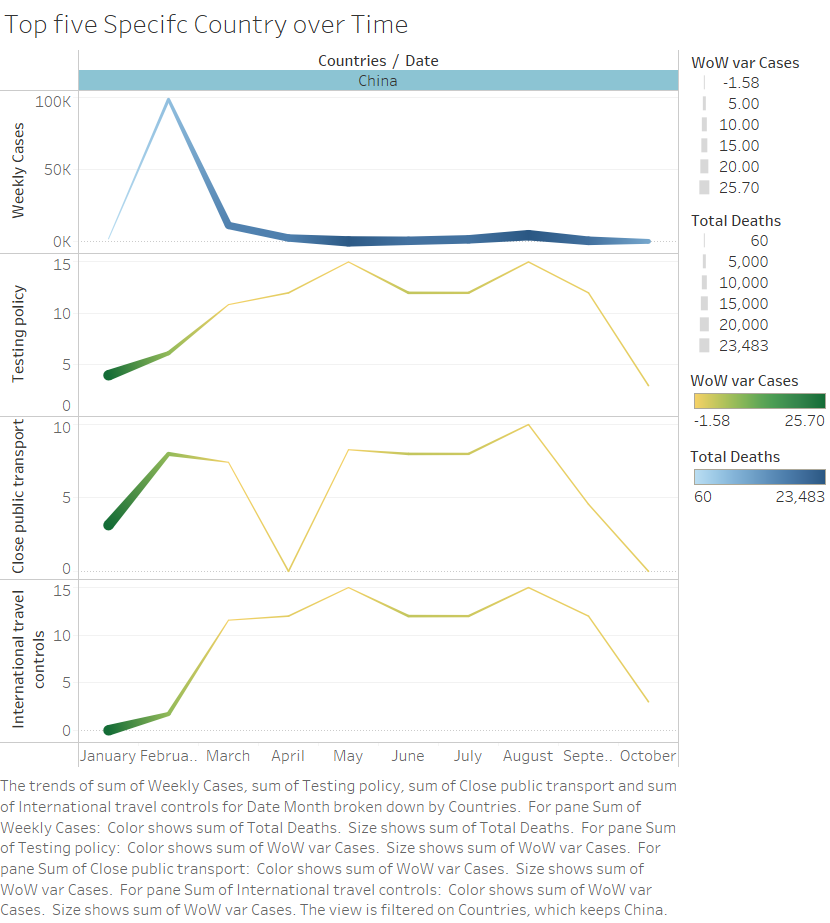 Top five Specifc Country over Time
Countries / Date
China
Weekly Cases
100K
50K
0K
Testing policy
15
10
5
0
Close public transport
10
5
0
International travel
controls
15
10
5
0
January Februa.. March April May June July August Septe.. October
WoW var Cases
-1.58
5.00
10.00
15.00
20.00
25.70
Total Deaths
60
5,000
10,000
15,000
20,000
23,483
WoW var Cases
-1.58 25.70
Total Deaths
60 23,483
The trends of sum of Weekly Cases, sum of Testing policy, sum of Close public transport and sum
of International travel controls for Date Month broken down by Countries. For pane Sum of
Weekly Cases: Color shows sum of Total Deaths. Size shows sum of Total Deaths. For pane Sum
of Testing policy: Color shows sum of WoW var Cases. Size shows sum of WoW var Cases. For
pane Sum of Close public transport: Color shows sum of WoW var Cases. Size shows sum of
WoW var Cases. For pane Sum of International travel controls: Color shows sum of WoW var
Cases. Size shows sum of WoW var Cases. The view is filtered on Countries, which keeps China.